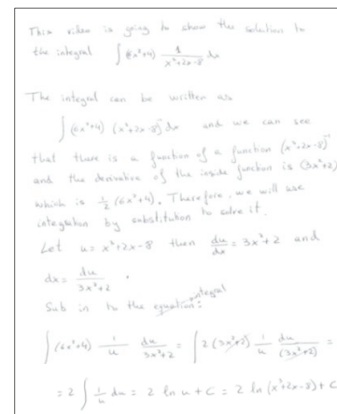 This video is going to show the solution to
the integral ∫(6x²+4) 1/(x³+2x-8) dx
The integral can be written as
∫(6x²+4) (x³+2x-8)⁻¹ dx and we can see
that there is a function of a function (x³+2x-8)⁻¹
and the derivative of the inside function is (3x²+2)
which is ½ (6x²+4). Therefore, we will use
integration by substitution to solve it.
Let u = x³+2x-8 then du/dx = 3x²+2 and
dx = du/(3x²+2) .
Sub in to the equation: integral
∫(6x²+4) 1/u du/(3x²+2) = ∫2 (3x²+2) 1/u du/(3x²+2) =
= 2 ∫ 1/u du = 2 ln u + C = 2 ln (x³+2x-8) + C